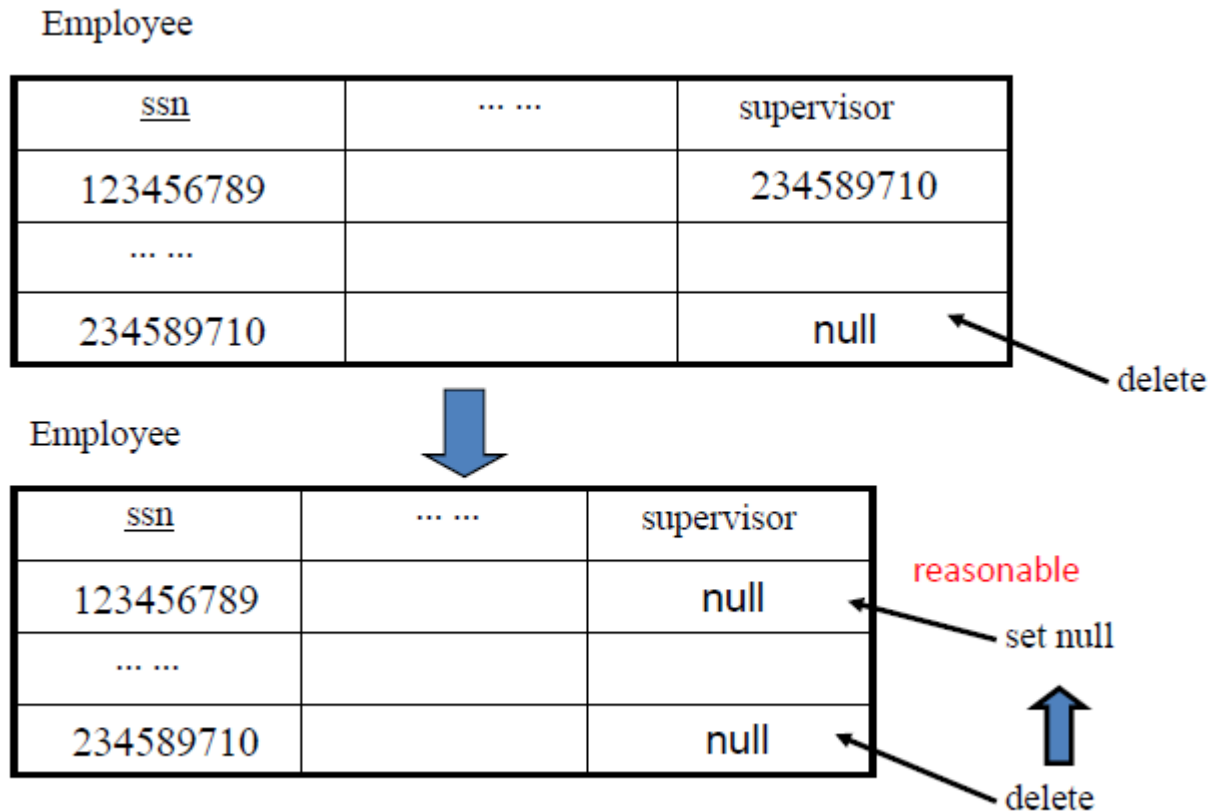 Employee
ssn ... ... supervisor
123456789 234589710
... ...
234589710 null
delete
Employee
ssn ... ... supervisor
123456789 null
reasonable
set null
... ...
234589710 null
delete